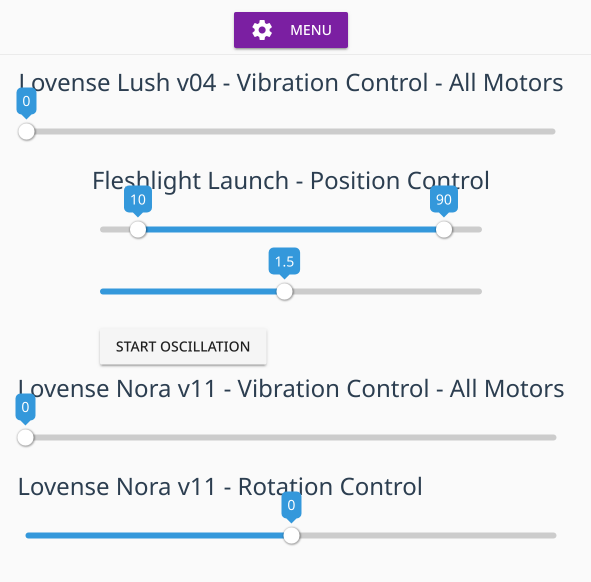 MENU
Lovense Lush v04 - Vibration Control - All Motors
0
Fleshlight Launch - Position Control
10 90
1.5
START OSCILLATION
Lovense Nora v11 - Vibration Control - All Motors
0
Lovense Nora v11 - Rotation Control
0